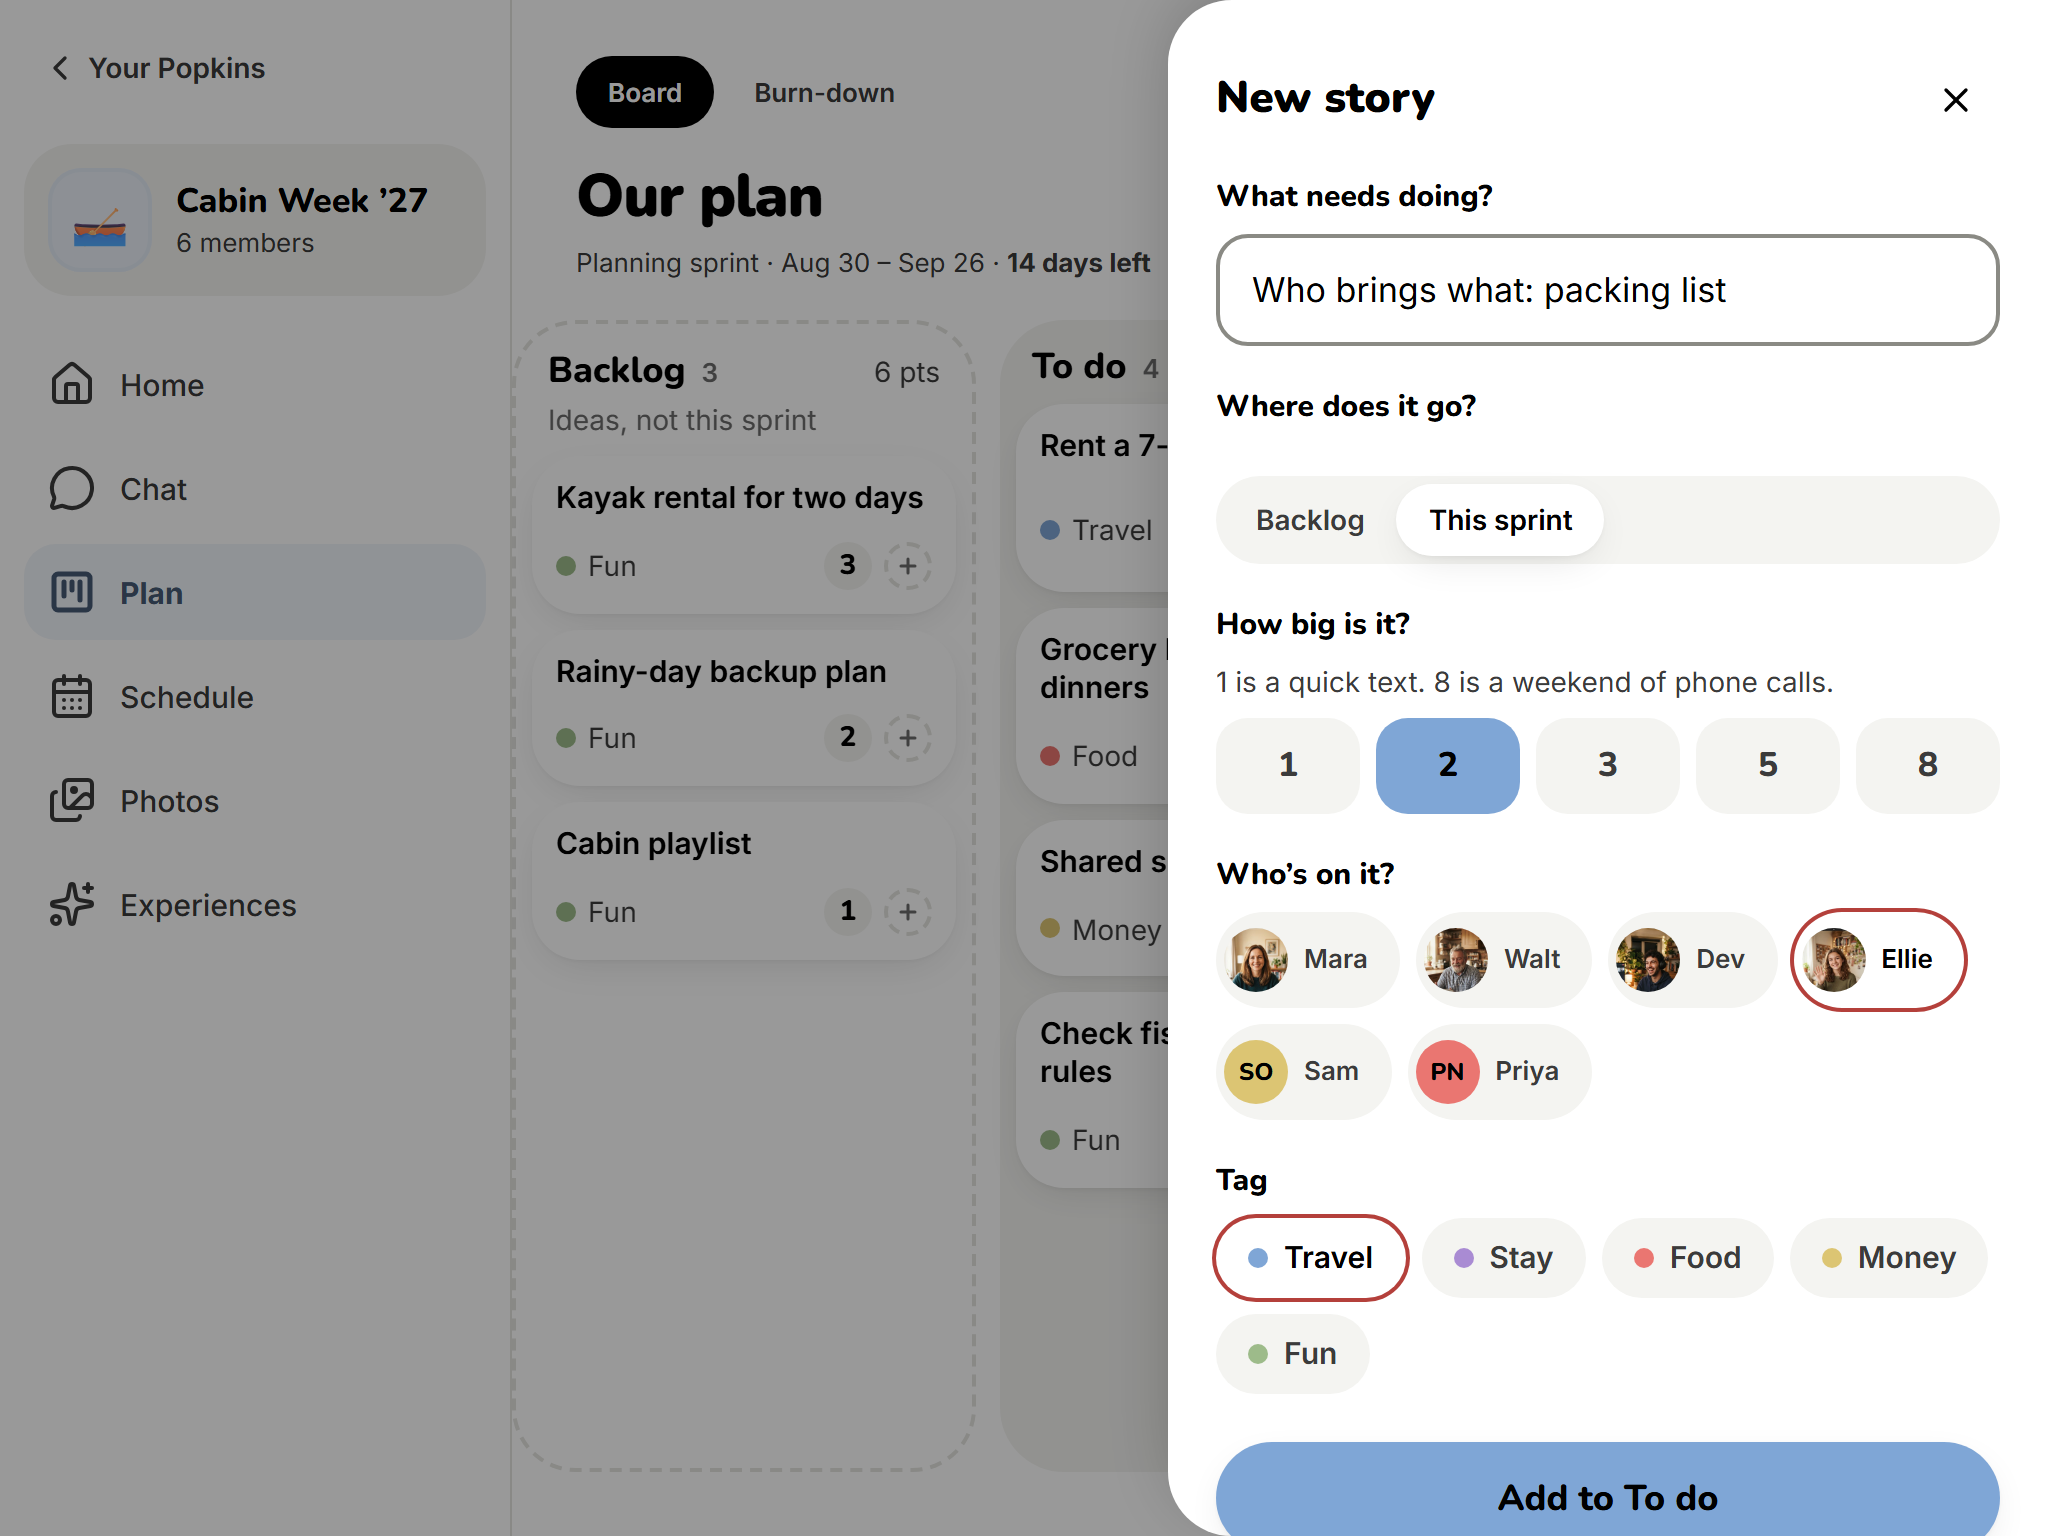 Your Popkins
Cabin Week ’27
6 members
Home
Chat
Plan
Schedule
Photos
Experiences
Board
Burn-down
Our plan
Planning sprint · Aug 30 – Sep 26 · 14 days left
Backlog 3 6 pts
Ideas, not this sprint
Kayak rental for two days
Fun 3
Rainy-day backup plan
Fun 2
Cabin playlist
Fun 1
To do 4
Rent a 7-
Travel
Grocery
dinners
Food
Shared
Money
Check
rules
Fun
New story
What needs doing?
Who brings what: packing list
Where does it go?
Backlog This sprint
How big is it?
1 is a quick text. 8 is a weekend of phone calls.
1 2 3 5 8
Who’s on it?
Mara Walt Dev Ellie
SO Sam PN Priya
Tag
Travel Stay Food Money
Fun
Add to To do